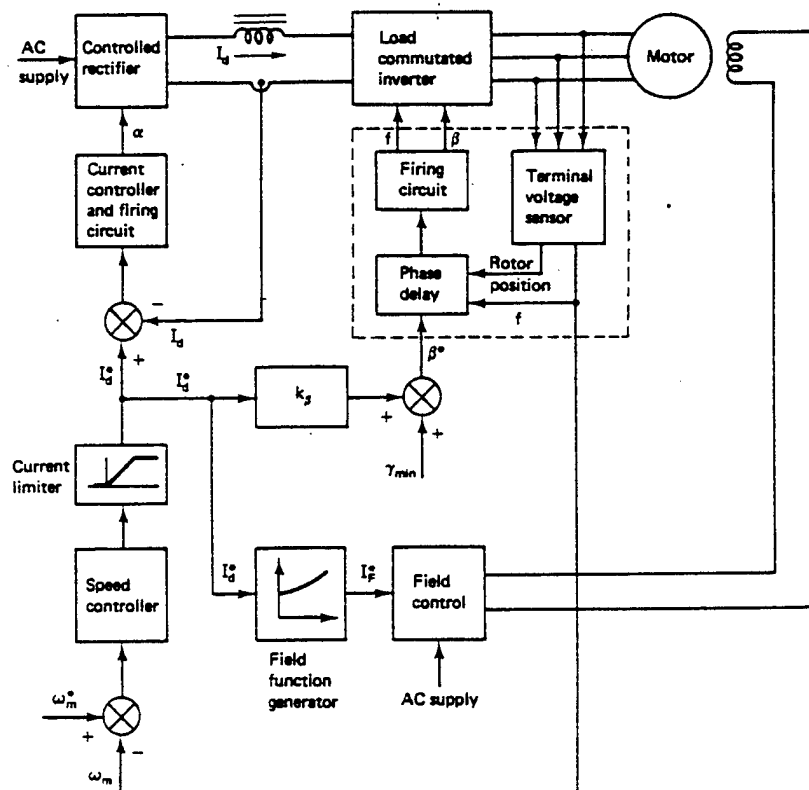 AC
supply
Controlled
rectifier
I_d
Load
commutated
inverter
Motor
α
f
β
Current
controller
and firing
circuit
Firing
circuit
Terminal
voltage
sensor
Phase
delay
Rotor
position
f
−
I_d
+
I_d*
I_d*
β*
k_β
+
+
γ_min
Current
limiter
Speed
controller
I_d*
I_F*
Field
control
Field
function
generator
AC supply
ω_m*
+
−
ω_m